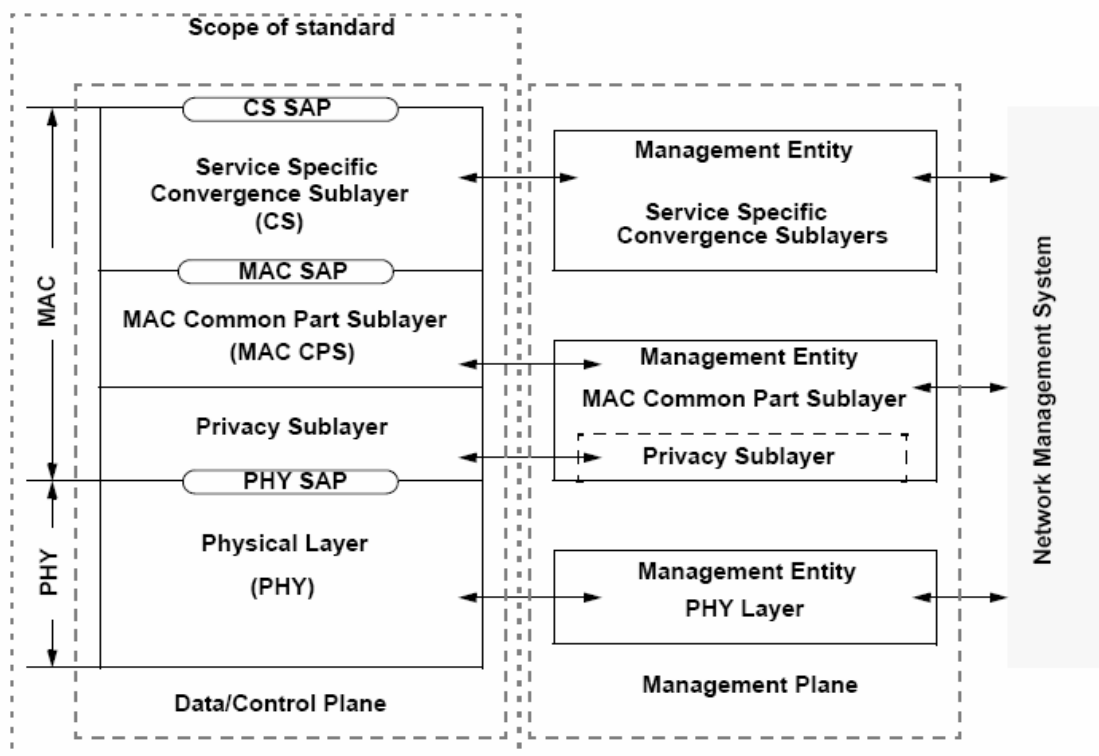 Scope of standard
CS SAP
Service Specific
Convergence Sublayer
(CS)
MAC SAP
MAC Common Part Sublayer
(MAC CPS)
Privacy Sublayer
PHY SAP
Physical Layer
(PHY)
Data/Control Plane
MAC
PHY
Management Entity
Service Specific
Convergence Sublayers
Management Entity
MAC Common Part Sublayer
Privacy Sublayer
Management Entity
PHY Layer
Management Plane
Network Management System